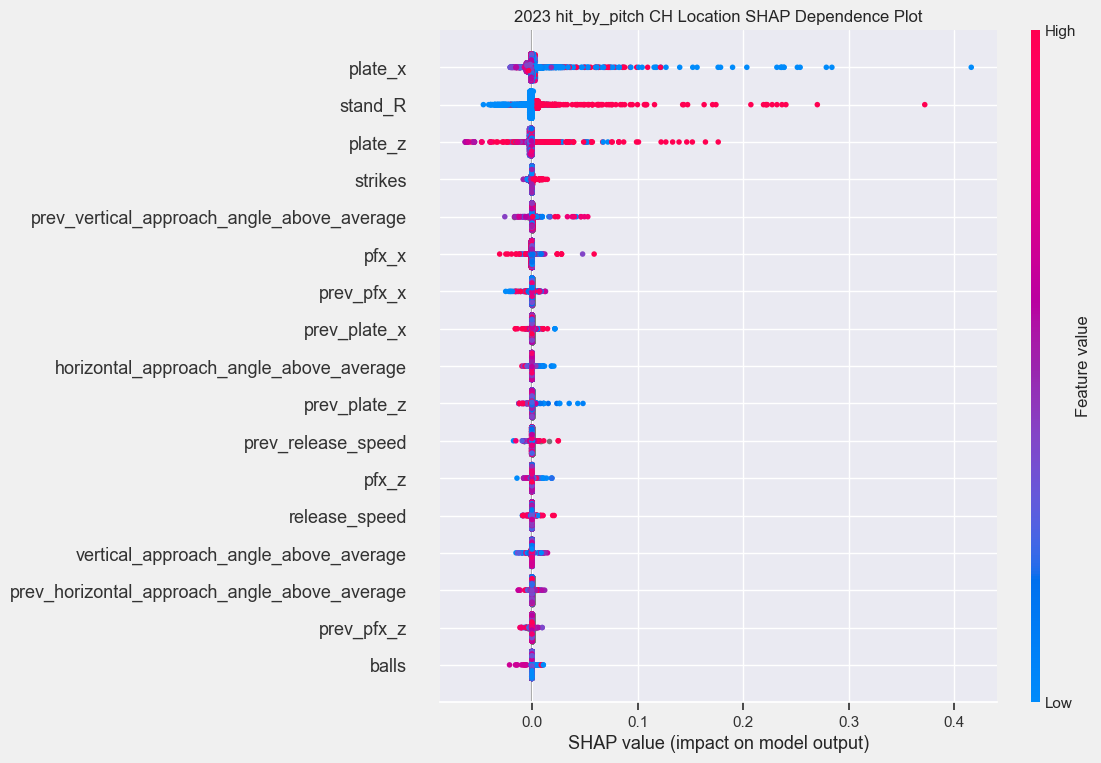 2023 hit_by_pitch CH Location SHAP Dependence Plot
High
plate_x
stand_R
plate_z
strikes
prev_vertical_approach_angle_above_average
pfx_x
prev_pfx_x
prev_plate_x
horizontal_approach_angle_above_average
prev_plate_z
prev_release_speed
pfx_z
release_speed
vertical_approach_angle_above_average
prev_horizontal_approach_angle_above_average
prev_pfx_z
balls
Feature value
Low
0.0 0.1 0.2 0.3 0.4
SHAP value (impact on model output)